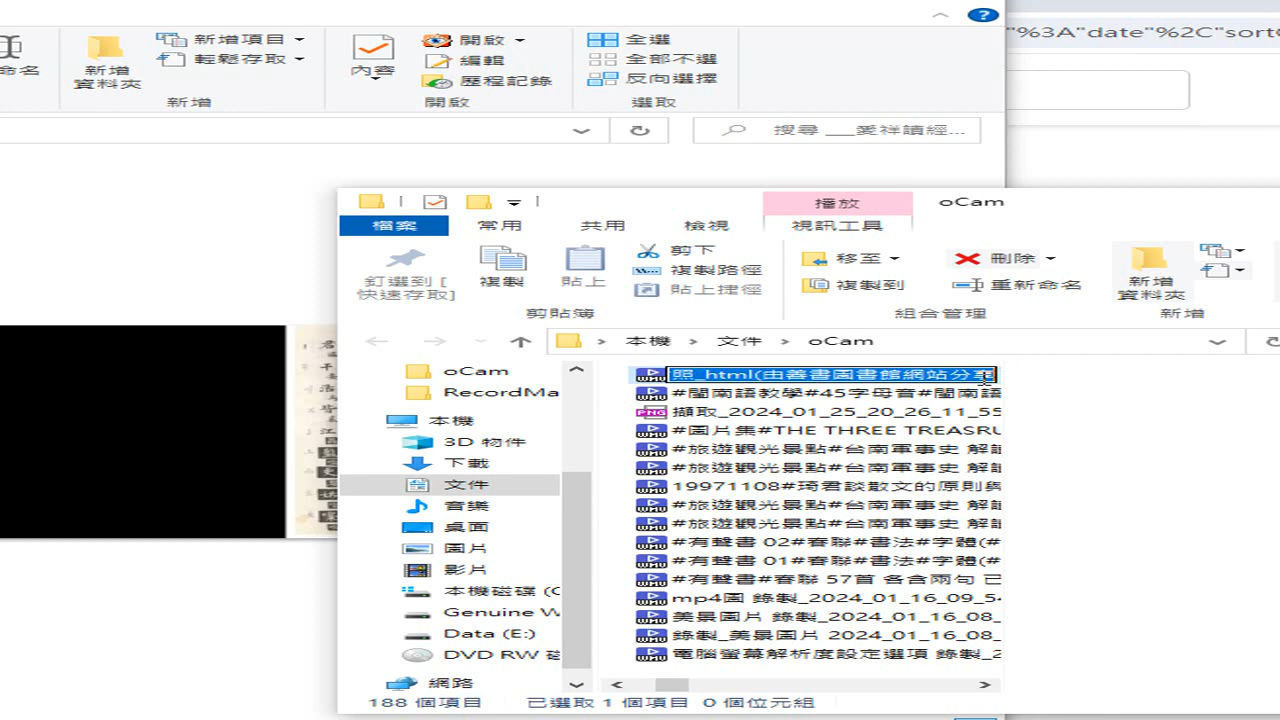 ?
"%3A"date"%2C"sort
命名
新增
資料夾
新增項目
輕鬆存取
新增
內容
開啟
編輯
歷程記錄
開啟
全選
全部不選
反向選擇
選取
搜尋 __愛祥讀經...
播放
oCam
檔案
常用
共用
檢視
視訊工具
釘選到 [
快速存取]
複製
貼上
剪下
複製路徑
貼上捷徑
剪貼簿
移至
複製到
刪除
重新命名
組合管理
新增
資料夾
新增
本機 › 文件 › oCam
oCam
RecordMa
本機
3D 物件
下載
文件
音樂
桌面
圖片
影片
本機磁碟 (C
Genuine W
Data (E:)
DVD RW 磁
網路
照_html(由善書圖書館網站分享
#閩南語教學#45字母音#閩南語
擷取_2024_01_25_20_26_11_55
#圖片集#THE THREE TREASRU
#旅遊觀光景點#台南軍事史 解說
#旅遊觀光景點#台南軍事史 解說
19971108#琦君談散文的原則與
#旅遊觀光景點#台南軍事史 解說
#旅遊觀光景點#台南軍事史 解說
#有聲書 02#春聯#書法#字體(#
#有聲書 01#春聯#書法#字體(#
#有聲書#春聯 57首 各含兩句 已
mp4圖 錄製_2024_01_16_09_54
美景圖片 錄製_2024_01_16_08_
錄製_美景圖片 2024_01_16_08_
電腦螢幕解析度設定選項 錄製_2
188 個項目
已選取 1 個項目 0 個位元組